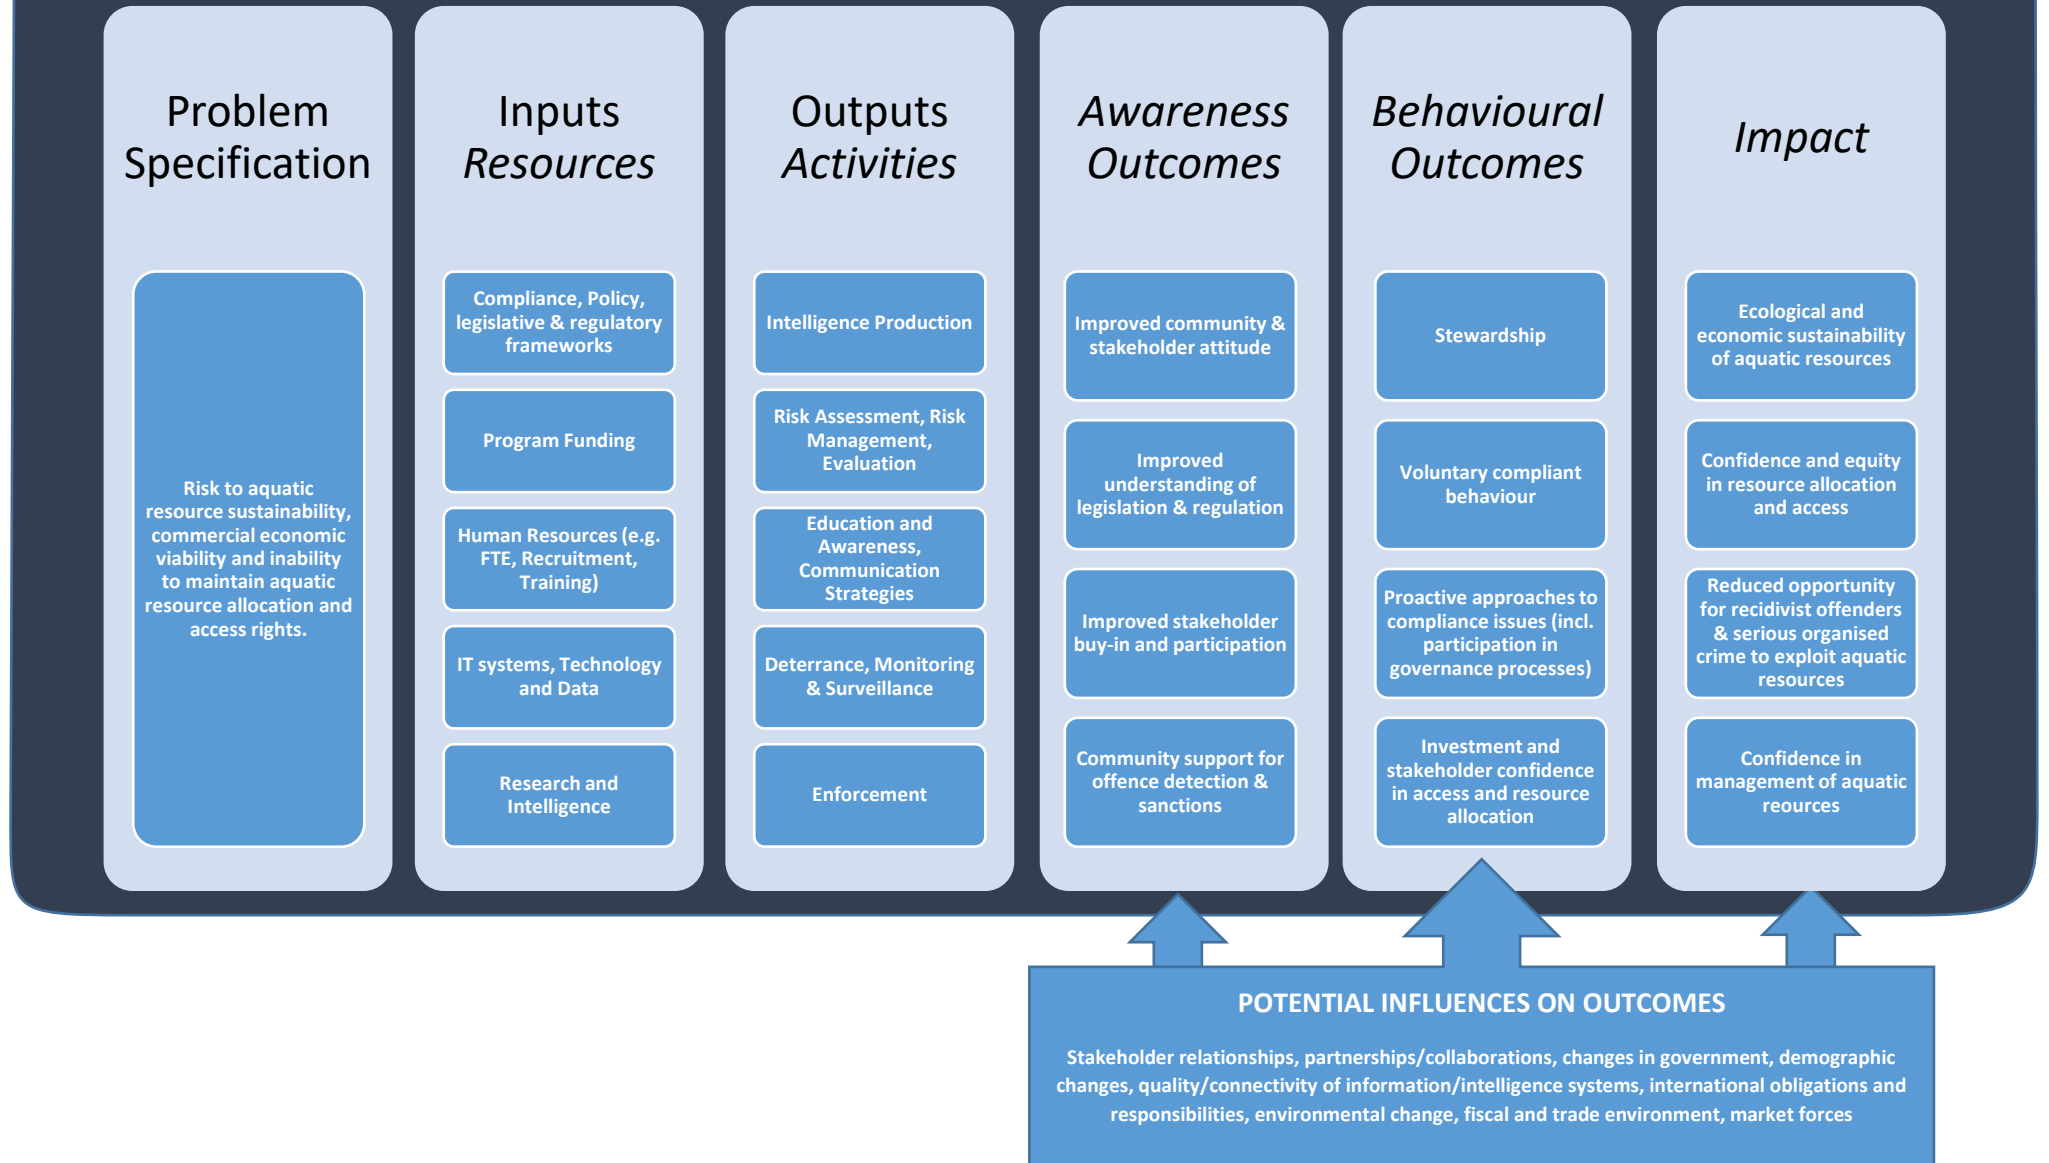 Problem
Specification
Risk to aquatic
resource sustainability,
commercial economic
viability and inability
to maintain aquatic
resource allocation and
access rights.
Inputs
Resources
Compliance, Policy,
legislative & regulatory
frameworks
Program Funding
Human Resources (e.g.
FTE, Recruitment,
Training)
IT systems, Technology
and Data
Research and
Intelligence
Outputs
Activities
Intelligence Production
Risk Assessment, Risk
Management,
Evaluation
Education and
Awareness,
Communication
Strategies
Deterrance, Monitoring
& Surveillance
Enforcement
Awareness
Outcomes
Improved community &
stakeholder attitude
Improved
understanding of
legislation & regulation
Improved stakeholder
buy-in and participation
Community support for
offence detection &
sanctions
Behavioural
Outcomes
Stewardship
Voluntary compliant
behaviour
Proactive approaches to
compliance issues (incl.
participation in
governance processes)
Investment and
stakeholder confidence
in access and resource
allocation
Impact
Ecological and
economic sustainability
of aquatic resources
Confidence and equity
in resource allocation
and access
Reduced opportunity
for recidivist offenders
& serious organised
crime to exploit aquatic
resources
Confidence in
management of aquatic
reources
POTENTIAL INFLUENCES ON OUTCOMES
Stakeholder relationships, partnerships/collaborations, changes in government, demographic
changes, quality/connectivity of information/intelligence systems, international obligations and
responsibilities, environmental change, fiscal and trade environment, market forces